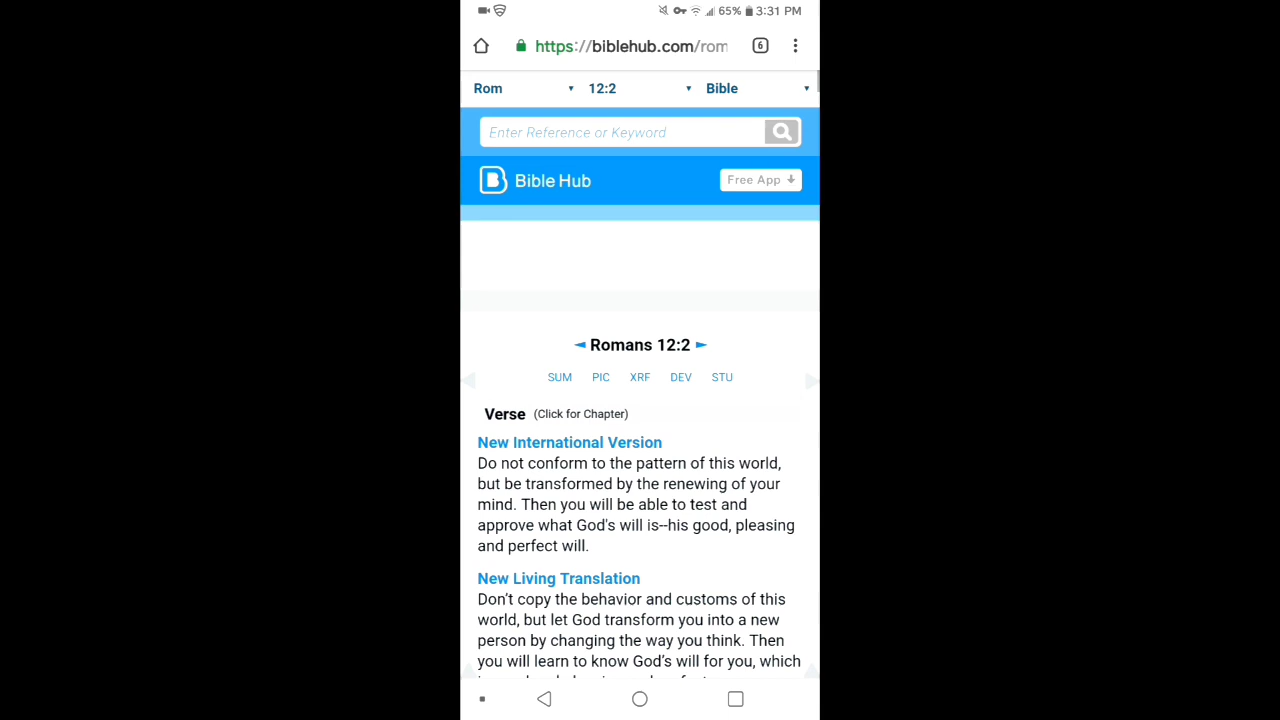 65% 3:31 PM
https://biblehub.com/rom 6
Rom 12:2 Bible
Enter Reference or Keyword
Bible Hub Free App
Romans 12:2
SUM PIC XRF DEV STU
Verse (Click for Chapter)
New International Version
Do not conform to the pattern of this world,
but be transformed by the renewing of your
mind. Then you will be able to test and
approve what God's will is--his good, pleasing
and perfect will.
New Living Translation
Don’t copy the behavior and customs of this
world, but let God transform you into a new
person by changing the way you think. Then
you will learn to know God’s will for you, which